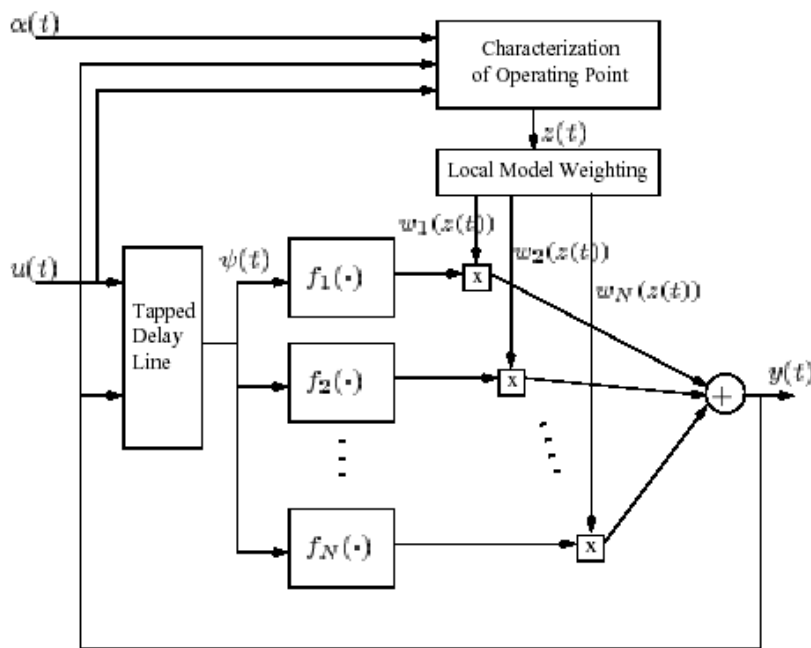 α(t)
Characterization
of Operating Point
z(t)
Local Model Weighting
w₁(z(t))
w₂(z(t))
w_N(z(t))
u(t)
ψ(t)
Tapped
Delay
Line
f₁(·)
x
f₂(·)
x
+
y(t)
f_N(·)
x